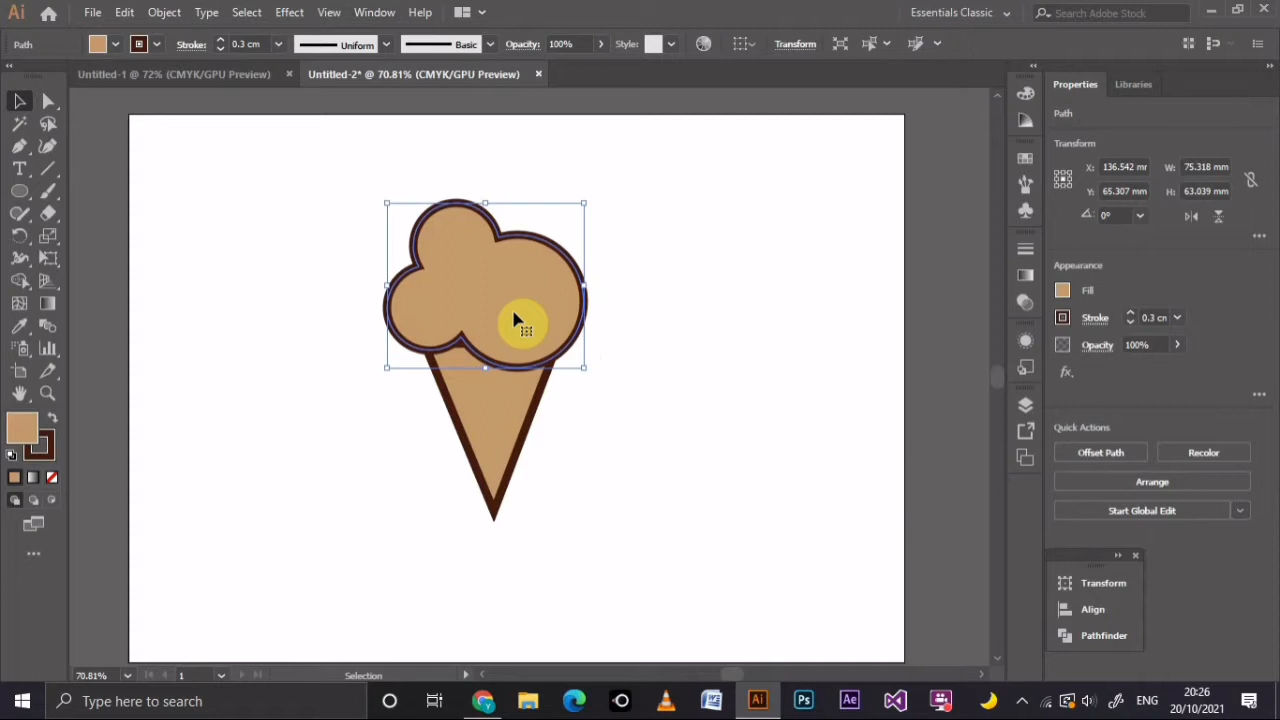 Ai File Edit Object Type Select Effect View Window Help Essentials Classic Search Adobe Stock
Path Stroke: 0.3 cm Uniform Basic Opacity: 100% Style: Transform
Untitled-1 @ 72% (CMYK/GPU Preview) × Untitled-2* @ 70.81% (CMYK/GPU Preview) ×
Properties Libraries
Path
Transform
X: 136.542 mr W: 75.318 mm
Y: 65.307 mm H: 63.039 mm
0°
Appearance
Fill
Stroke 0.3 cm
Opacity 100%
fx.
Quick Actions
Offset Path Recolor
Arrange
Start Global Edit
Transform
Align
Pathfinder
70.81% 1 Selection
Type here to search Ai Ps Ae ENG 20:26
20/10/2021